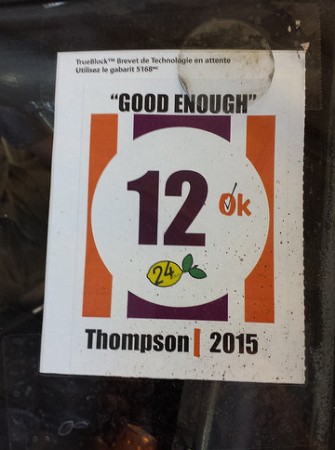 TrueBlock™ Brevet de Technologie en attente
Utilisez le gabarit 5168ᴹᶜ
"GOOD ENOUGH"
12
Ok
24
Thompson | 2015